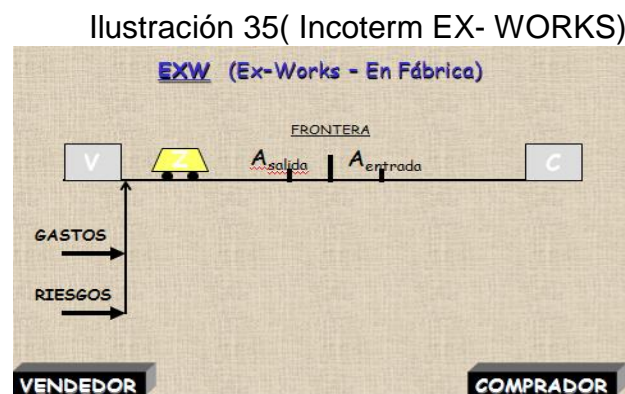 Ilustración 35( Incoterm EX- WORKS)
EXW (Ex-Works - En Fábrica)
FRONTERA
V Z Asalida Aentrada C
GASTOS
RIESGOS
VENDEDOR COMPRADOR